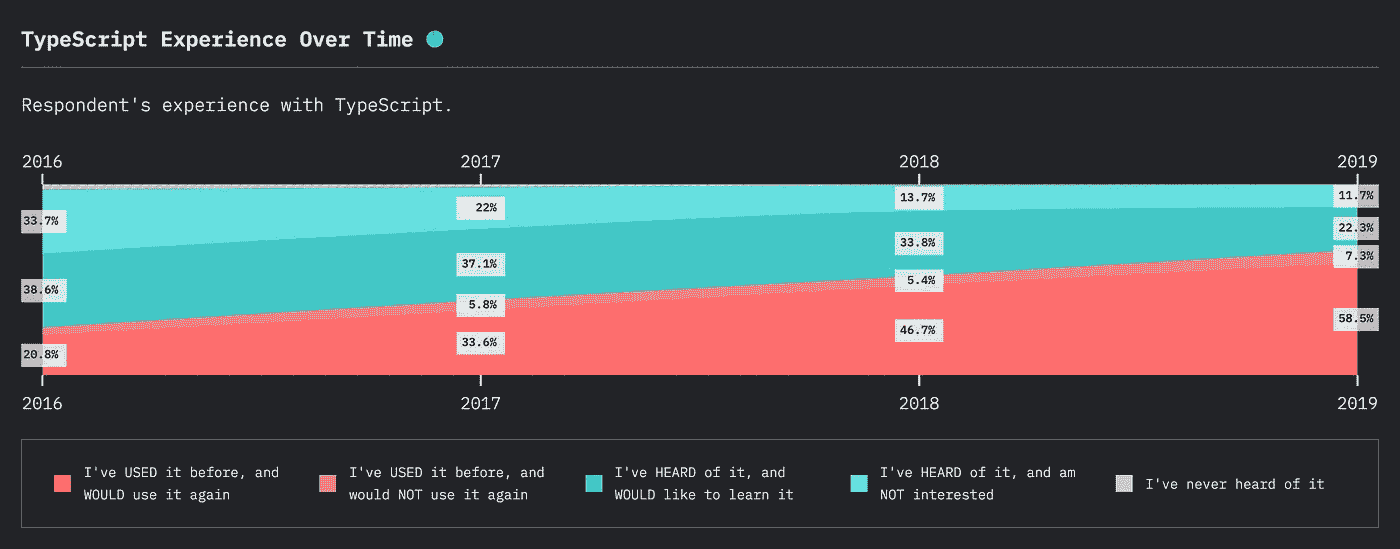 TypeScript Experience Over Time
Respondent's experience with TypeScript.
2016 2017 2018 2019
33.7% 22% 13.7% 11.7%
38.6% 37.1% 33.8% 22.3%
5.8% 5.4% 7.3%
20.8% 33.6% 46.7% 58.5%
2016 2017 2018 2019
I've USED it before, and
WOULD use it again
I've USED it before, and
would NOT use it again
I've HEARD of it, and
WOULD like to learn it
I've HEARD of it, and am
NOT interested
I've never heard of it